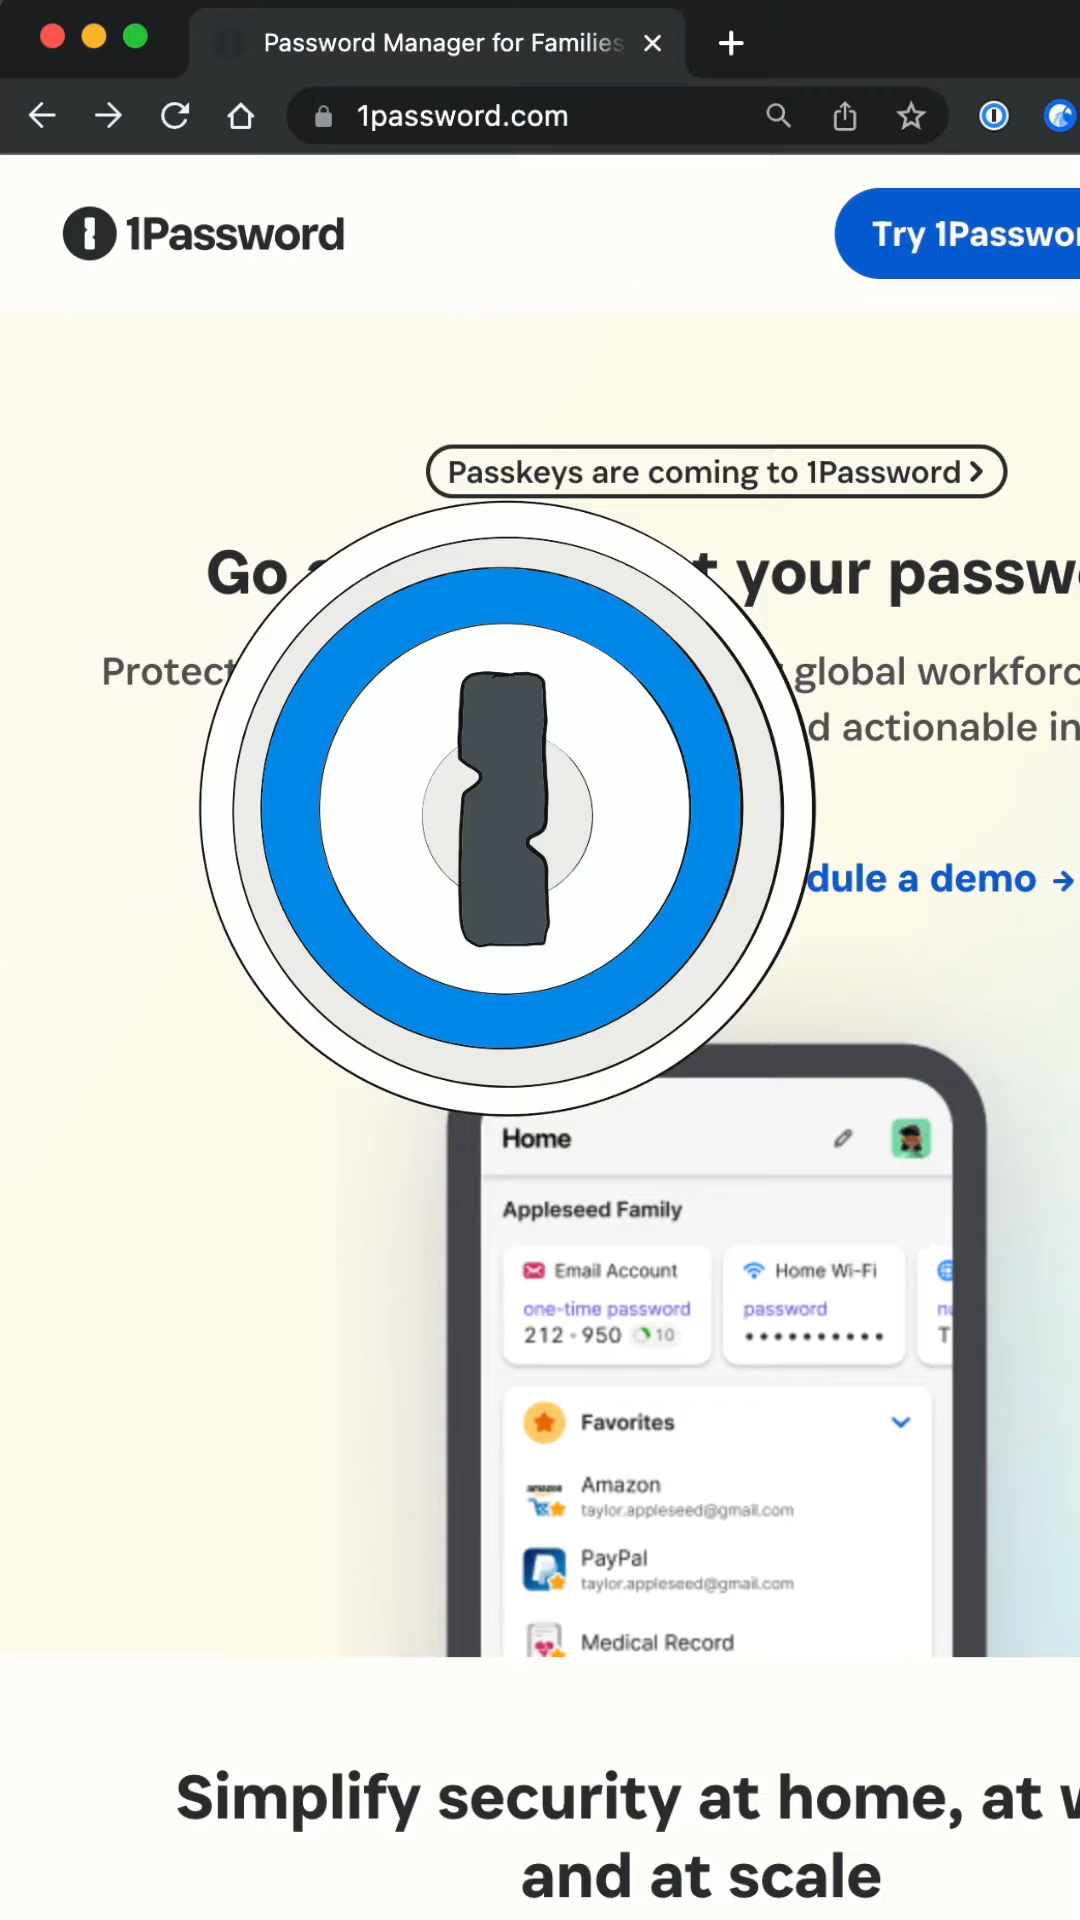 Password Manager for Families
1password.com
1Password
Try 1Passwor
Passkeys are coming to 1Password
Go
your passw
Protect
global workforc
d actionable in
dule a demo →
Home
Appleseed Family
Email Account
Home Wi-Fi
one-time password
password
212 • 950 10
••••••••••
Favorites
Amazon
taylor.appleseed@gmail.com
PayPal
taylor.appleseed@gmail.com
Medical Record
Simplify security at home, at w
and at scale